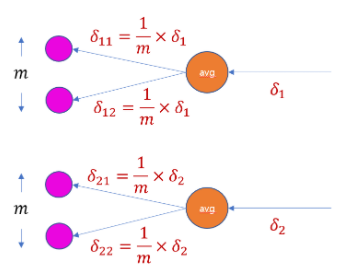 δ₁₁ = 1/m × δ₁
m
avg
δ₁
δ₁₂ = 1/m × δ₁
δ₂₁ = 1/m × δ₂
m
avg
δ₂
δ₂₂ = 1/m × δ₂